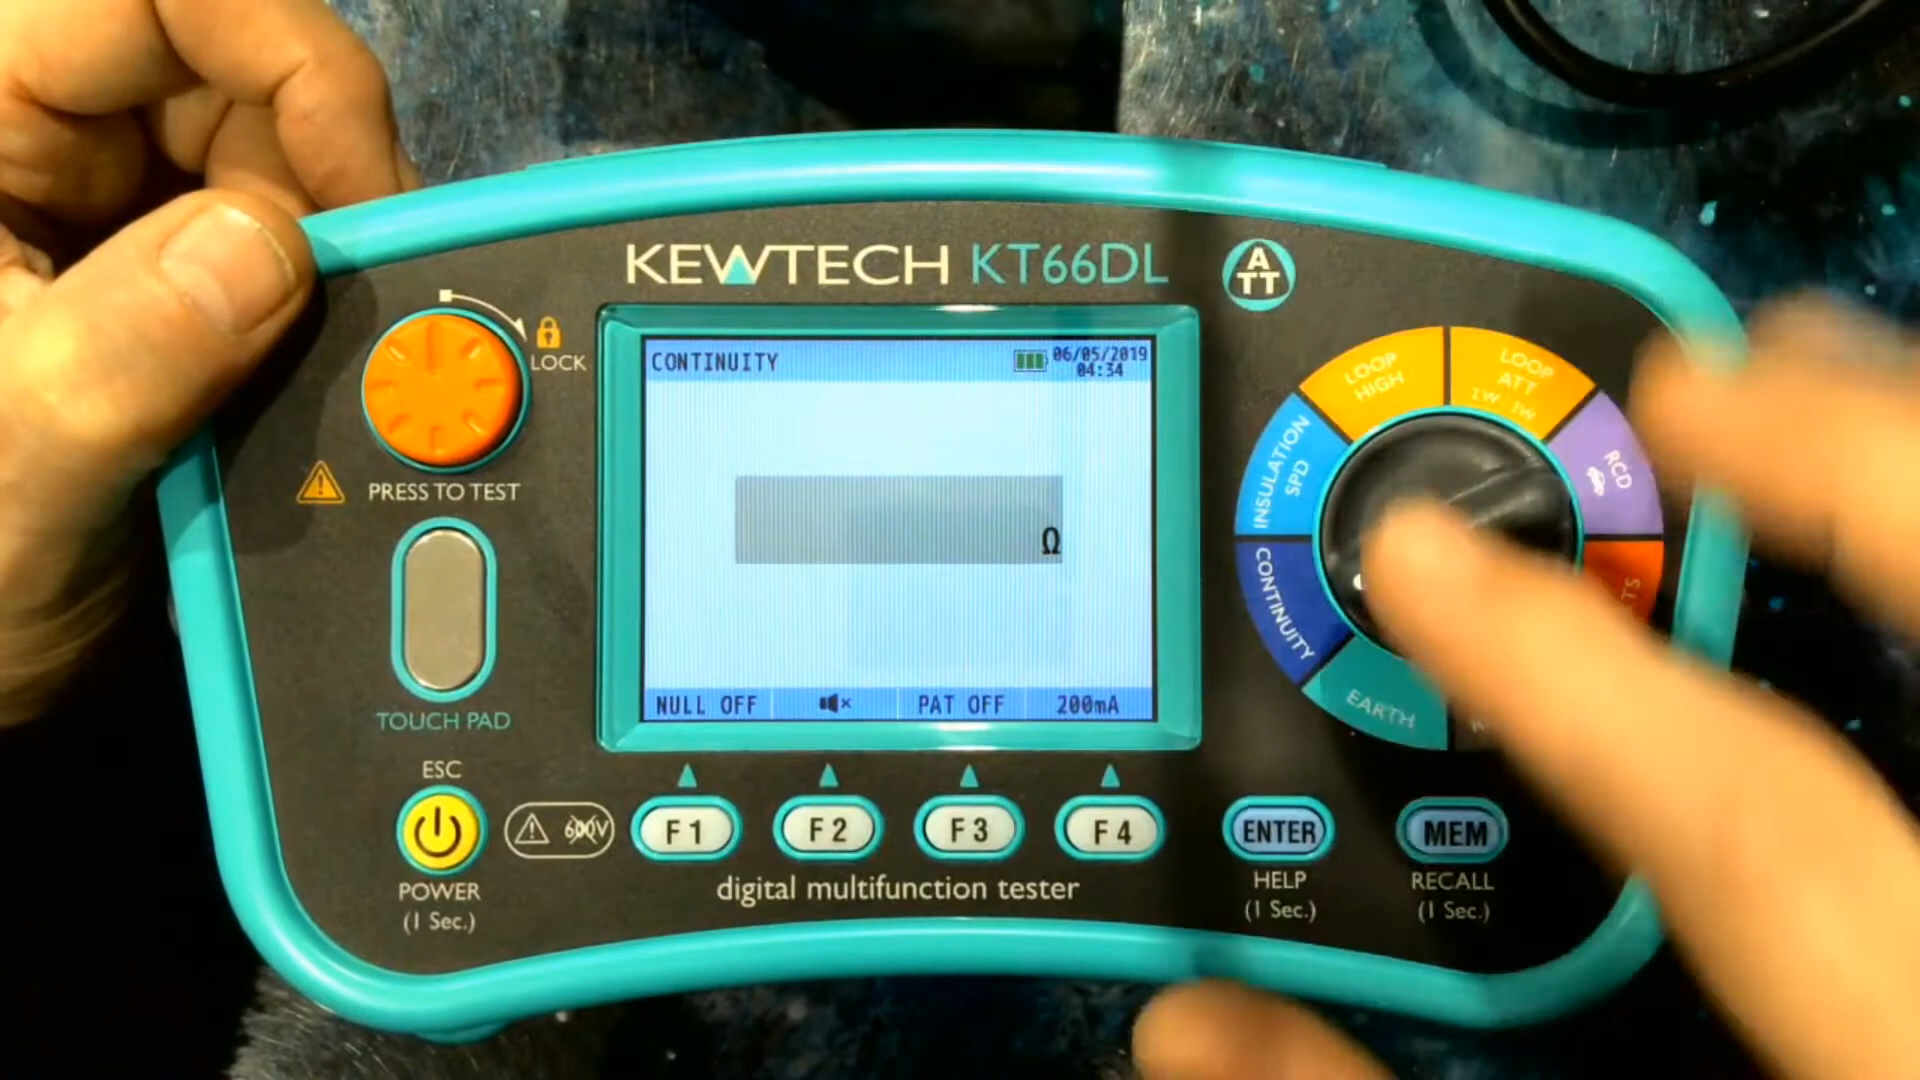 KEWTECH KT66DL
A
TT
LOCK
PRESS TO TEST
TOUCH PAD
ESC
POWER
(1 Sec.)
600V
CONTINUITY
06/05/2019
04:34
Ω
NULL OFF
PAT OFF
200mA
F1
F2
F3
F4
digital multifunction tester
ENTER
HELP
(1 Sec.)
MEM
RECALL
(1 Sec.)
LOOP
HIGH
LOOP
ATT
RCD
INSULATION
SPD
CONTINUITY
EARTH